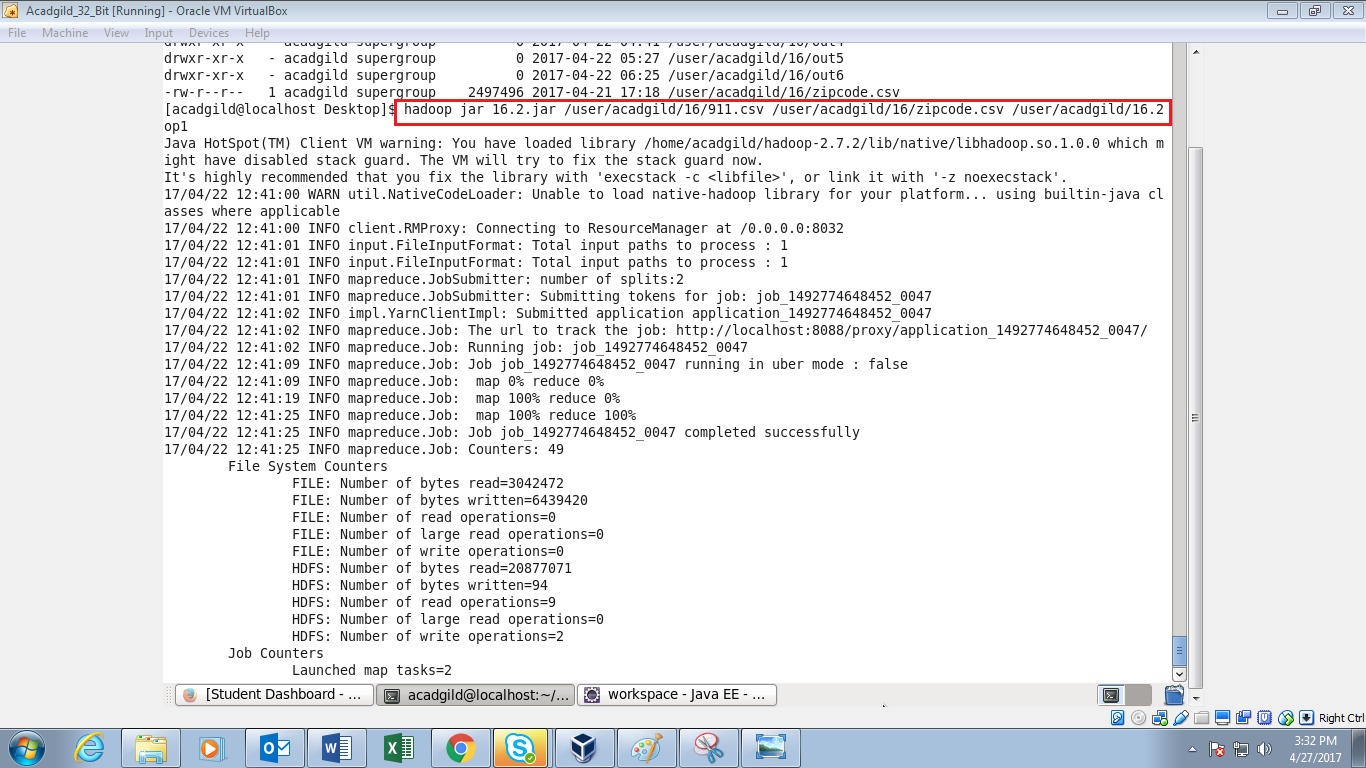 Acadgild_32_Bit [Running] - Oracle VM VirtualBox
File Machine View Input Devices Help
drwxr-xr-x - acadgild supergroup 0 2017-04-22 04:41 /user/acadgild/16/out4
drwxr-xr-x - acadgild supergroup 0 2017-04-22 05:27 /user/acadgild/16/out5
drwxr-xr-x - acadgild supergroup 0 2017-04-22 05:26 /user/acadgild/16/out6
-rw-r--r-- 1 acadgild supergroup 2497496 2017-04-21 17:18 /user/acadgild/16/zipcode.csv
[acadgild@localhost Desktop]$ hadoop jar 16.2.jar /user/acadgild/16/911.csv /user/acadgild/16/zipcode.csv /user/acadgild/16.2
op1
Java HotSpot(TM) Client VM warning: You have loaded library /home/acadgild/hadoop-2.7.2/lib/native/libhadoop.so.1.0.0 which m
ight have disabled stack guard. The VM will try to fix the stack guard now.
It's highly recommended that you fix the library with 'execstack -c <libfile>', or link it with '-z noexecstack'.
17/04/22 12:41:00 WARN util.NativeCodeLoader: Unable to load native-hadoop library for your platform... using builtin-java cl
asses where applicable
17/04/22 12:41:00 INFO client.RMProxy: Connecting to ResourceManager at /0.0.0.0:8032
17/04/22 12:41:01 INFO input.FileInputFormat: Total input paths to process : 1
17/04/22 12:41:01 INFO input.FileInputFormat: Total input paths to process : 1
17/04/22 12:41:01 INFO mapreduce.JobSubmitter: number of splits:2
17/04/22 12:41:01 INFO mapreduce.JobSubmitter: Submitting tokens for job: job_1492774648452_0047
17/04/22 12:41:02 INFO impl.YarnClientImpl: Submitted application application_1492774648452_0047
17/04/22 12:41:02 INFO mapreduce.Job: The url to track the job: http://localhost:8088/proxy/application_1492774648452_0047/
17/04/22 12:41:02 INFO mapreduce.Job: Running job: job_1492774648452_0047
17/04/22 12:41:09 INFO mapreduce.Job: Job job_1492774648452_0047 running in uber mode : false
17/04/22 12:41:09 INFO mapreduce.Job: map 0% reduce 0%
17/04/22 12:41:19 INFO mapreduce.Job: map 100% reduce 0%
17/04/22 12:41:25 INFO mapreduce.Job: map 100% reduce 100%
17/04/22 12:41:25 INFO mapreduce.Job: Job job_1492774648452_0047 completed successfully
17/04/22 12:41:25 INFO mapreduce.Job: Counters: 49
File System Counters
FILE: Number of bytes read=3042472
FILE: Number of bytes written=6439420
FILE: Number of read operations=0
FILE: Number of large read operations=0
FILE: Number of write operations=0
HDFS: Number of bytes read=20877071
HDFS: Number of bytes written=94
HDFS: Number of read operations=9
HDFS: Number of large read operations=0
HDFS: Number of write operations=2
Job Counters
Launched map tasks=2
[Student Dashboard - ... acadgild@localhost:~/... workspace - Java EE - ...
Right Ctrl
3:32 PM
4/27/2017